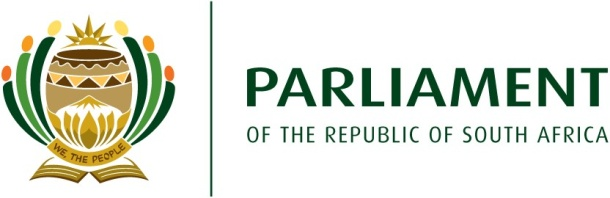 WE, THE PEOPLE
PARLIAMENT
OF THE REPUBLIC OF SOUTH AFRICA